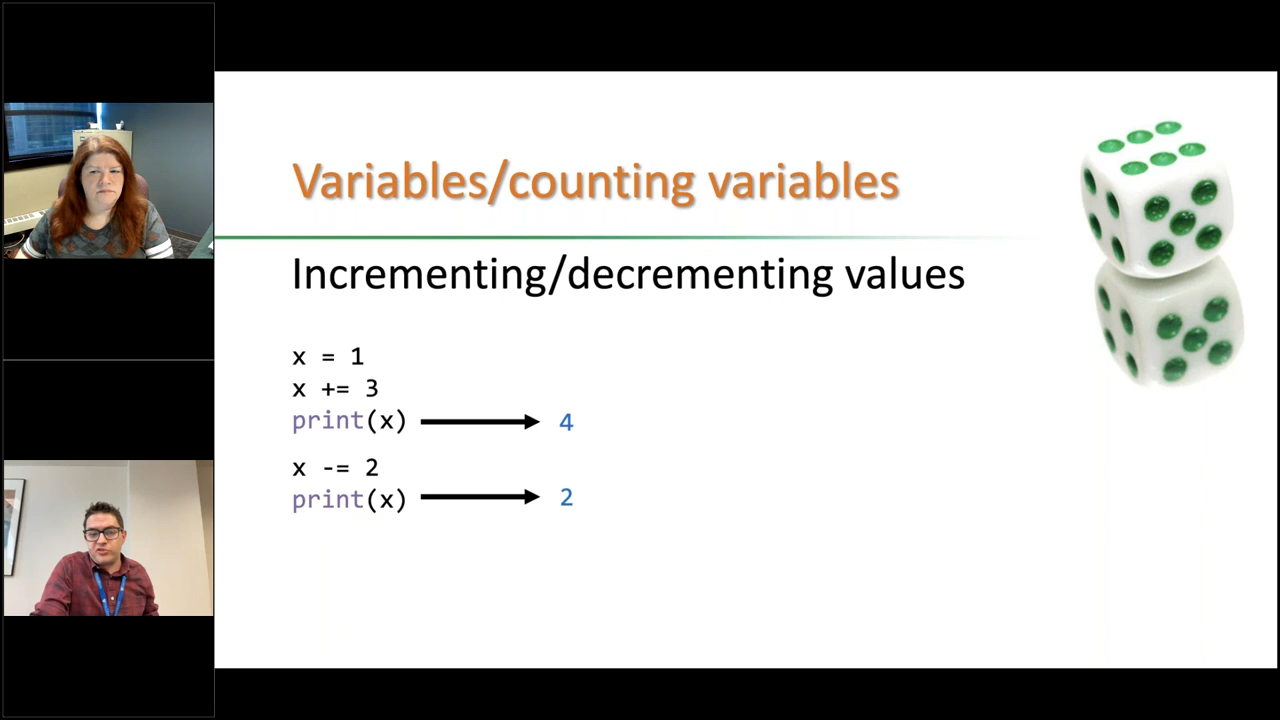 Variables/counting variables
Incrementing/decrementing values
x = 1
x += 3
print(x) 4
x -= 2
print(x) 2